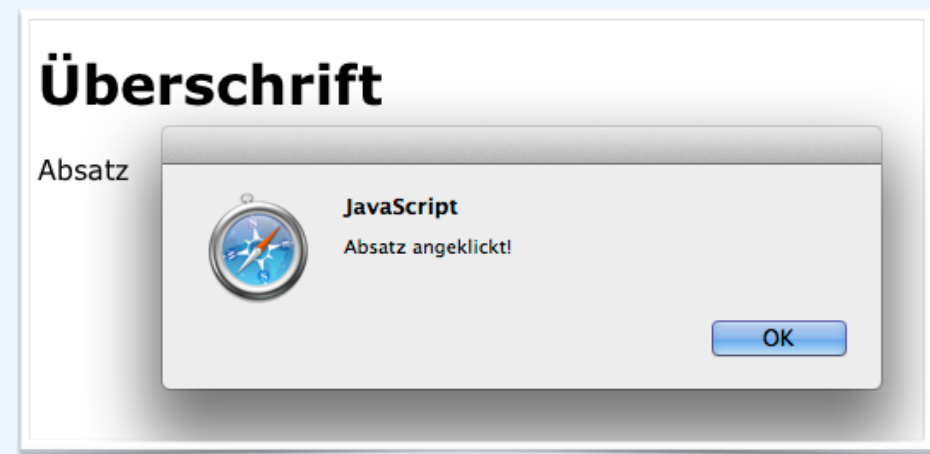 Überschrift
Absatz
JavaScript
Absatz angeklickt!
OK